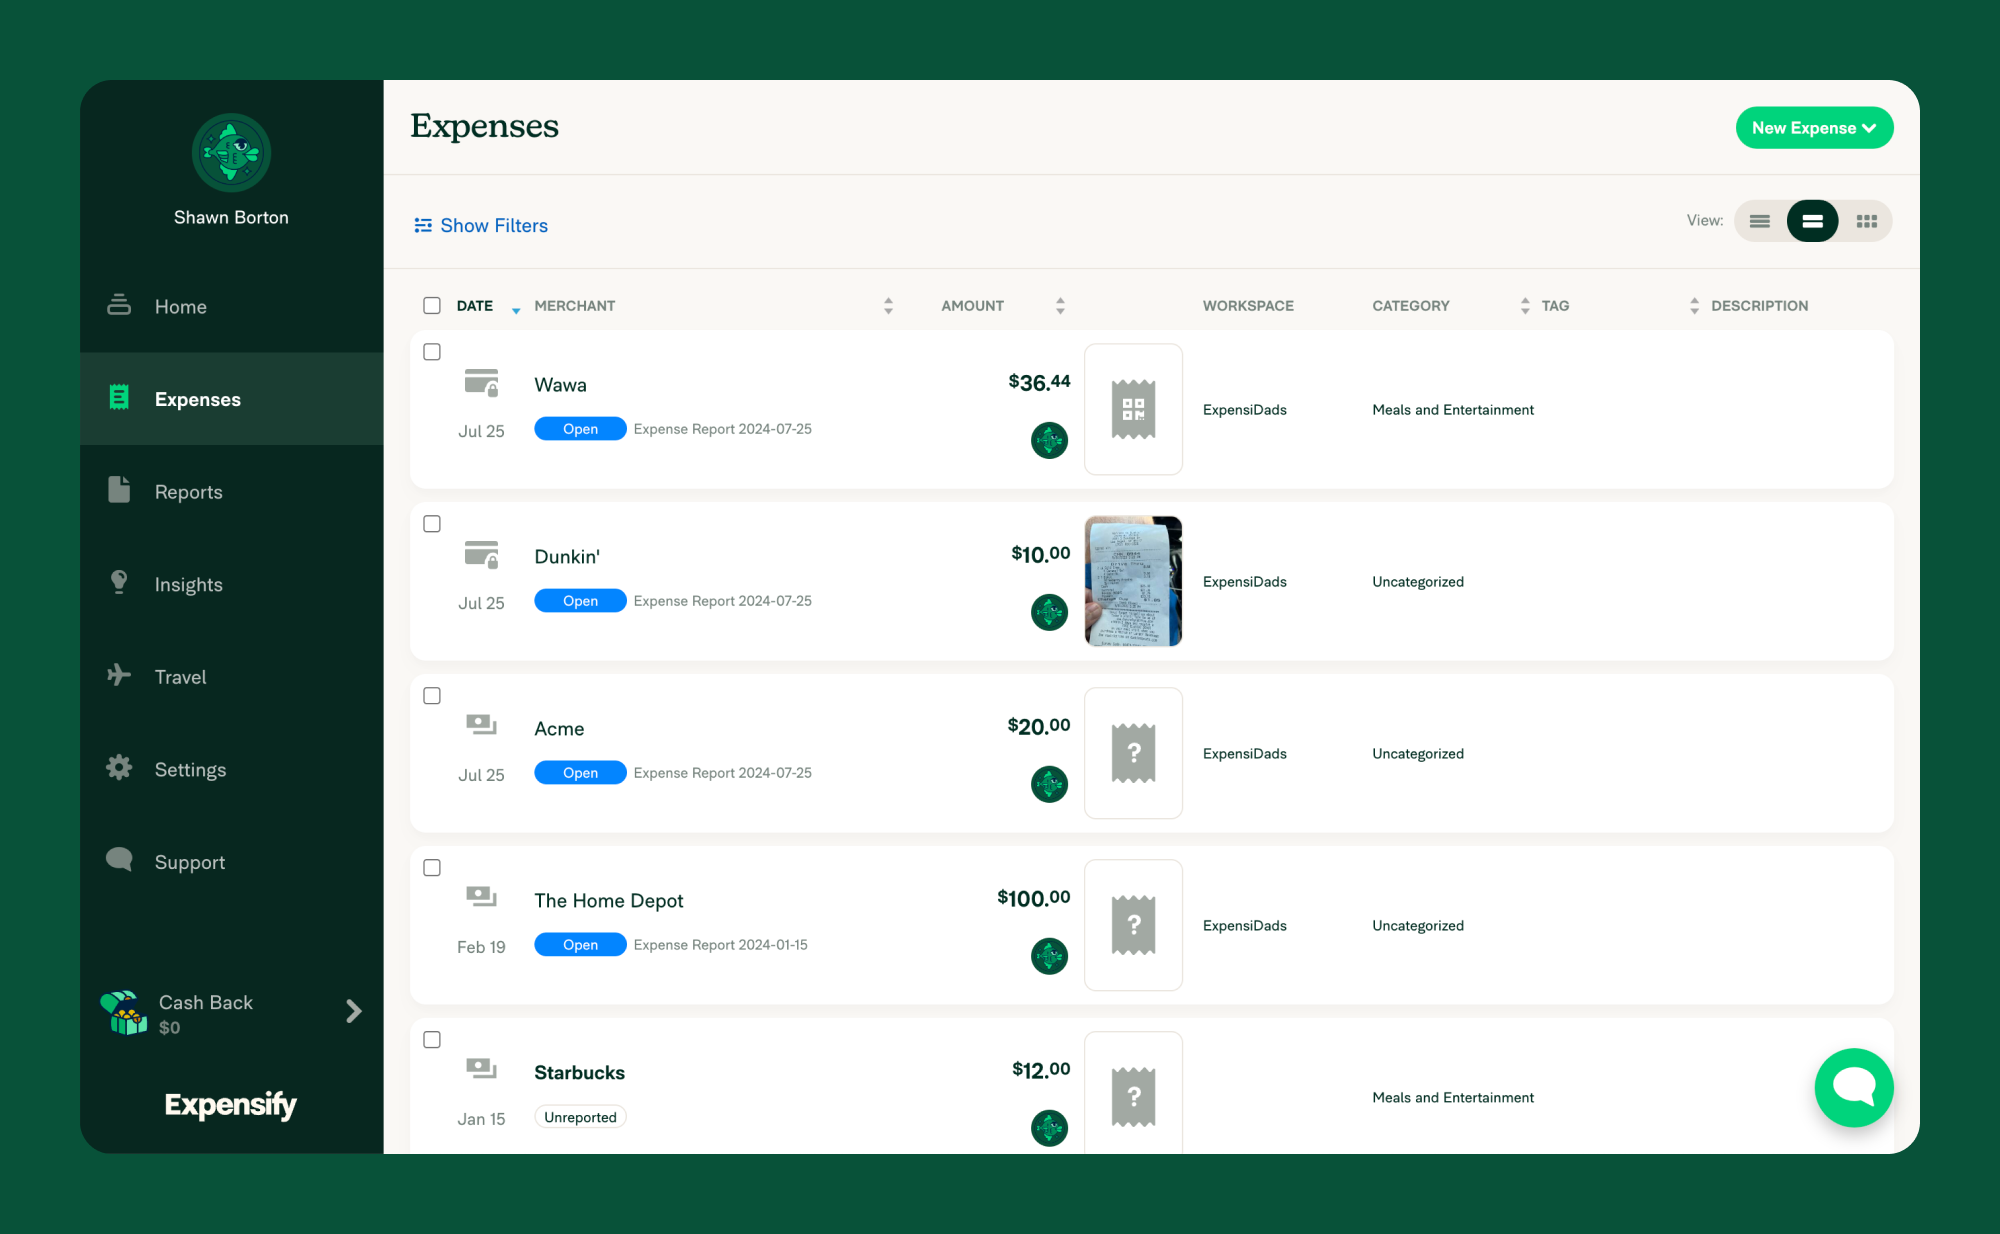 Shawn Borton
Home
Expenses
Reports
Insights
Travel
Settings
Support
Cash Back
$0
Expensify
Expenses
New Expense
Show Filters
View:
DATE MERCHANT AMOUNT WORKSPACE CATEGORY TAG DESCRIPTION
Wawa $36.44
Jul 25 Open Expense Report 2024-07-25
ExpensiDads Meals and Entertainment
Dunkin' $10.00
Jul 25 Open Expense Report 2024-07-25
ExpensiDads Uncategorized
Acme $20.00
?
Jul 25 Open Expense Report 2024-07-25
ExpensiDads Uncategorized
The Home Depot $100.00
?
Feb 19 Open Expense Report 2024-01-15
ExpensiDads Uncategorized
Starbucks $12.00
?
Jan 15 Unreported
Meals and Entertainment